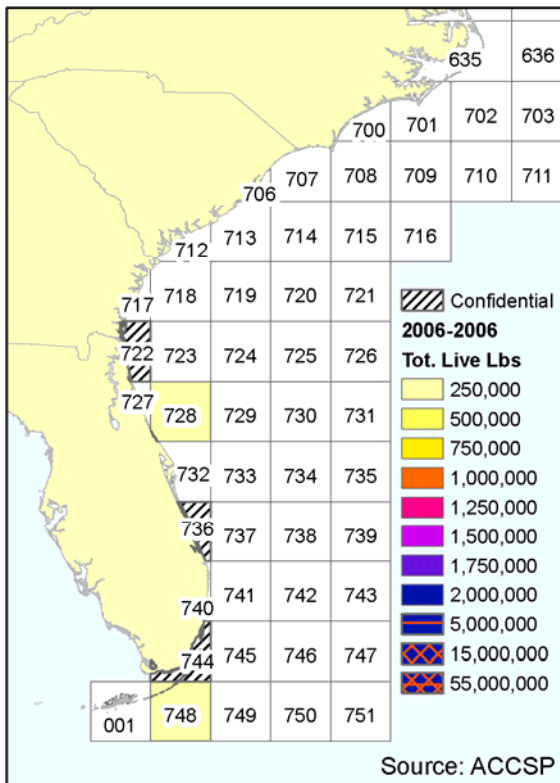 635 636
700 701 702 703
706 707 708 709 710 711
712 713 714 715 716
717 718 719 720 721
722 723 724 725 726
727 728 729 730 731
732 733 734 735
736 737 738 739
740 741 742 743
744 745 746 747
001 748 749 750 751
Confidential
2006-2006
Tot. Live Lbs
250,000
500,000
750,000
1,000,000
1,250,000
1,500,000
1,750,000
2,000,000
5,000,000
15,000,000
55,000,000
Source: ACCSP